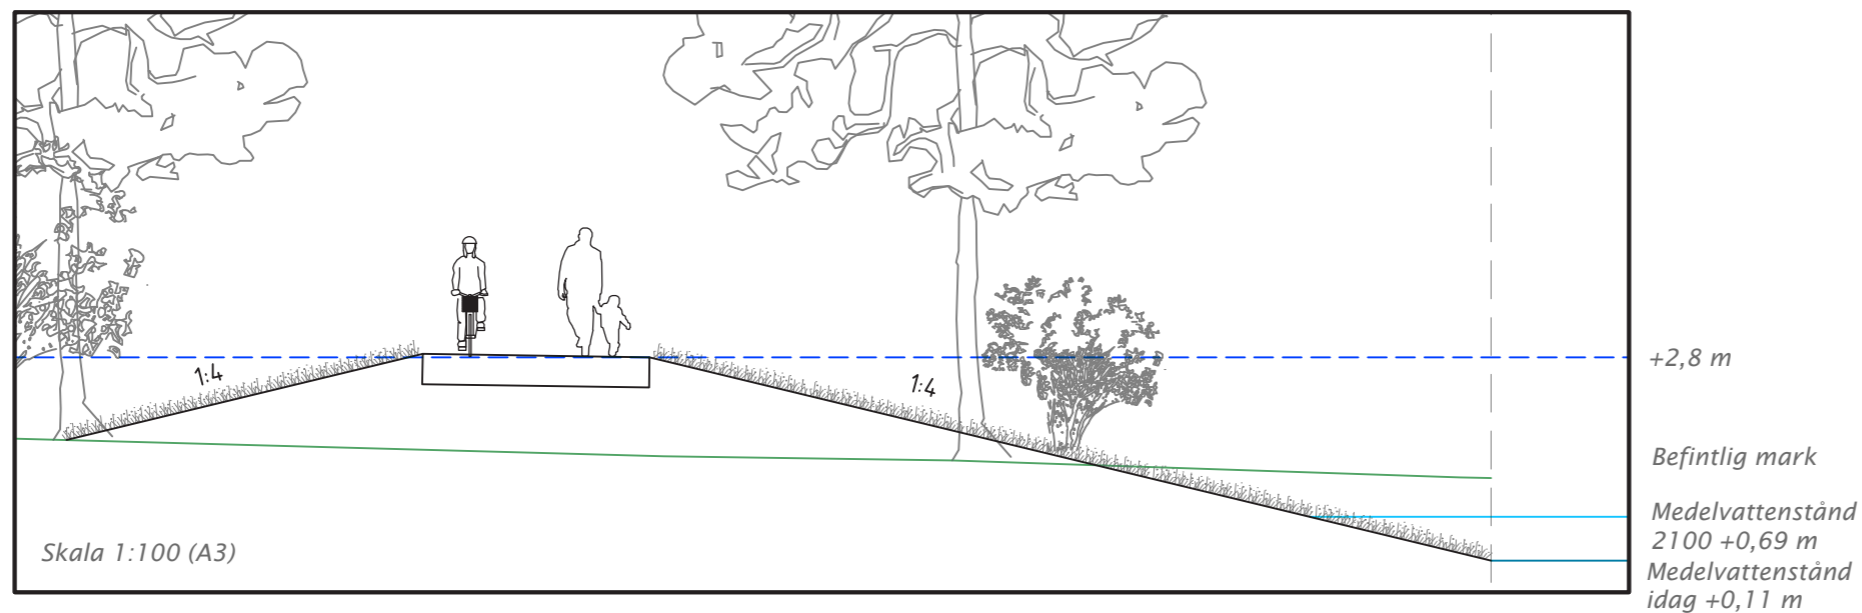 1:4
1:4
+2,8 m
Befintlig mark
Medelvattenstånd
2100 +0,69 m
Medelvattenstånd
idag +0,11 m
Skala 1:100 (A3)